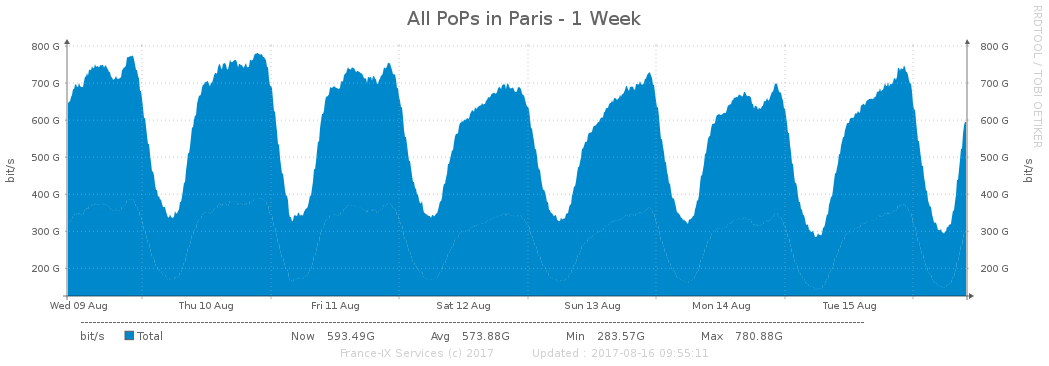 All PoPs in Paris - 1 Week
RRDTOOL / TOBI OETIKER
bit/s
800 G
700 G
600 G
500 G
400 G
300 G
200 G
800 G
700 G
600 G
500 G
400 G
300 G
200 G
bit/s
Wed 09 Aug Thu 10 Aug Fri 11 Aug Sat 12 Aug Sun 13 Aug Mon 14 Aug Tue 15 Aug
bit/s Total Now 593.49G Avg 573.88G Min 283.57G Max 780.88G
France-IX Services (c) 2017 Updated : 2017-08-16 09:55:11